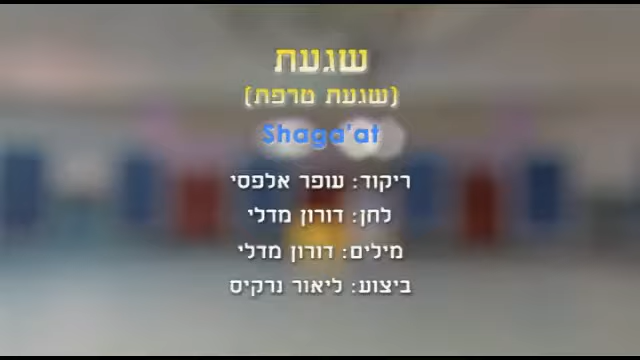 שגעת
(שגעת טרפת)
Shaga'at
ריקוד: עופר אלפסי
לחן: דורון מדלי
מילים: דורון מדלי
ביצוע: ליאור נרקיס